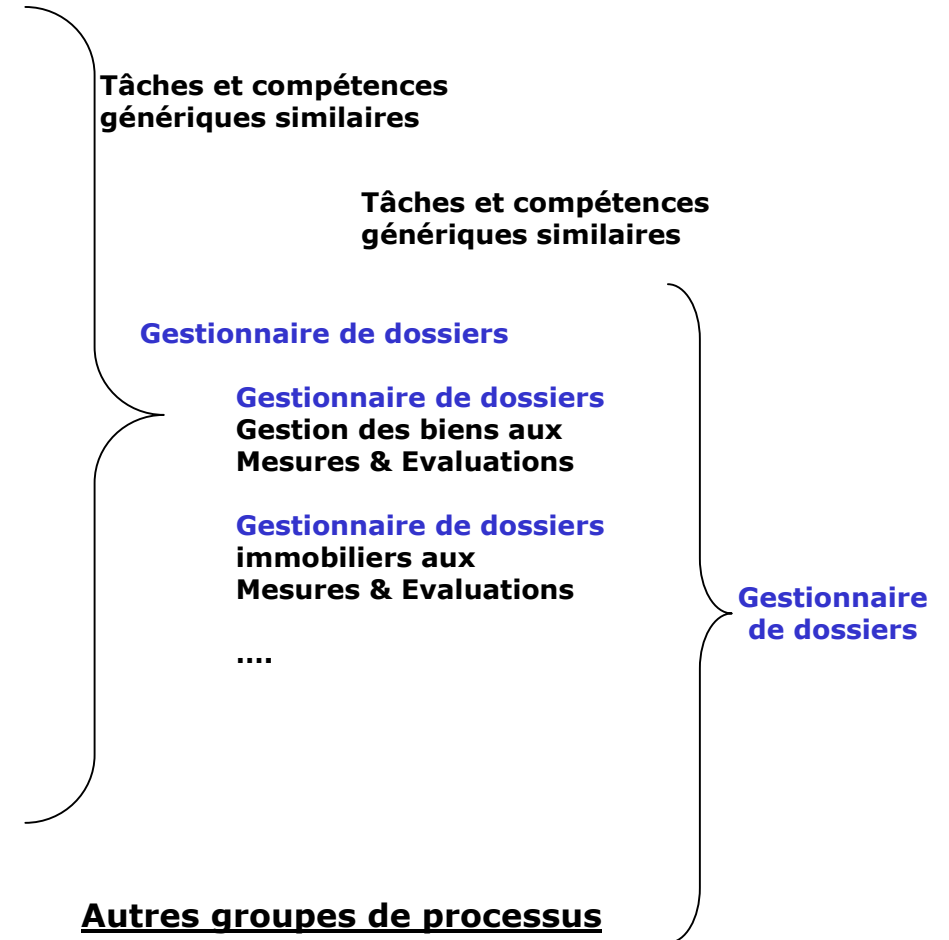 Tâches et compétences
génériques similaires
Tâches et compétences
génériques similaires
Gestionnaire de dossiers
Gestionnaire de dossiers
Gestion des biens aux
Mesures & Evaluations
Gestionnaire de dossiers
immobiliers aux
Mesures & Evaluations
....
Gestionnaire
de dossiers
Autres groupes de processus